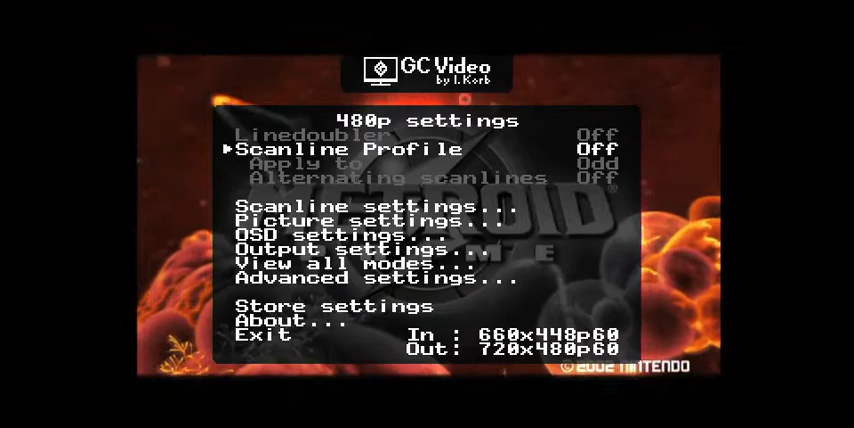 GC Video
by I.Korb
480p settings
Linedoubler Off
Scanline Profile Off
Apply to Odd
Alternating scanlines Off
METROID
®
Scanline settings...
Picture settings...
OSD settings...
Output settings...
View all modes...
Advanced settings...
Store settings
About...
Exit In : 660x448p60
Out: 720x480p60
©2002 NINTENDO